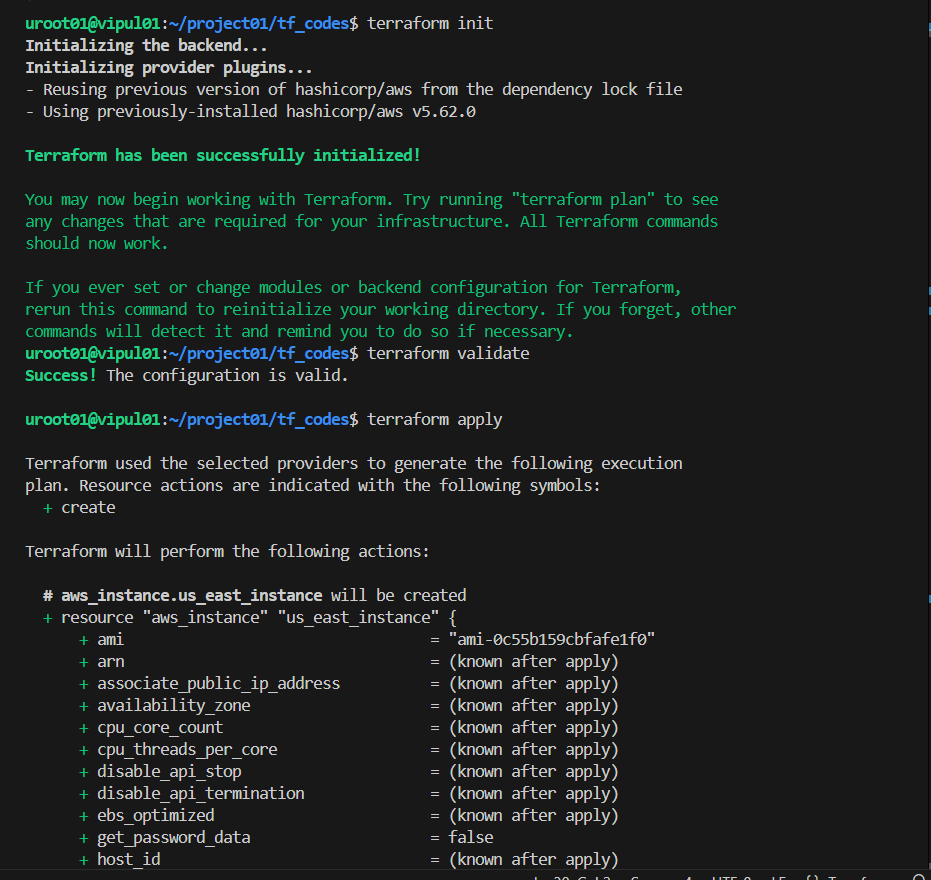 uroot01@vipul01:~/project01/tf_codes$ terraform init
Initializing the backend...
Initializing provider plugins...
- Reusing previous version of hashicorp/aws from the dependency lock file
- Using previously-installed hashicorp/aws v5.62.0
Terraform has been successfully initialized!
You may now begin working with Terraform. Try running "terraform plan" to see
any changes that are required for your infrastructure. All Terraform commands
should now work.
If you ever set or change modules or backend configuration for Terraform,
rerun this command to reinitialize your working directory. If you forget, other
commands will detect it and remind you to do so if necessary.
uroot01@vipul01:~/project01/tf_codes$ terraform validate
Success! The configuration is valid.
uroot01@vipul01:~/project01/tf_codes$ terraform apply
Terraform used the selected providers to generate the following execution
plan. Resource actions are indicated with the following symbols:
+ create
Terraform will perform the following actions:
# aws_instance.us_east_instance will be created
+ resource "aws_instance" "us_east_instance" {
+ ami = "ami-0c55b159cbfafe1f0"
+ arn = (known after apply)
+ associate_public_ip_address = (known after apply)
+ availability_zone = (known after apply)
+ cpu_core_count = (known after apply)
+ cpu_threads_per_core = (known after apply)
+ disable_api_stop = (known after apply)
+ disable_api_termination = (known after apply)
+ ebs_optimized = (known after apply)
+ get_password_data = false
+ host_id = (known after apply)